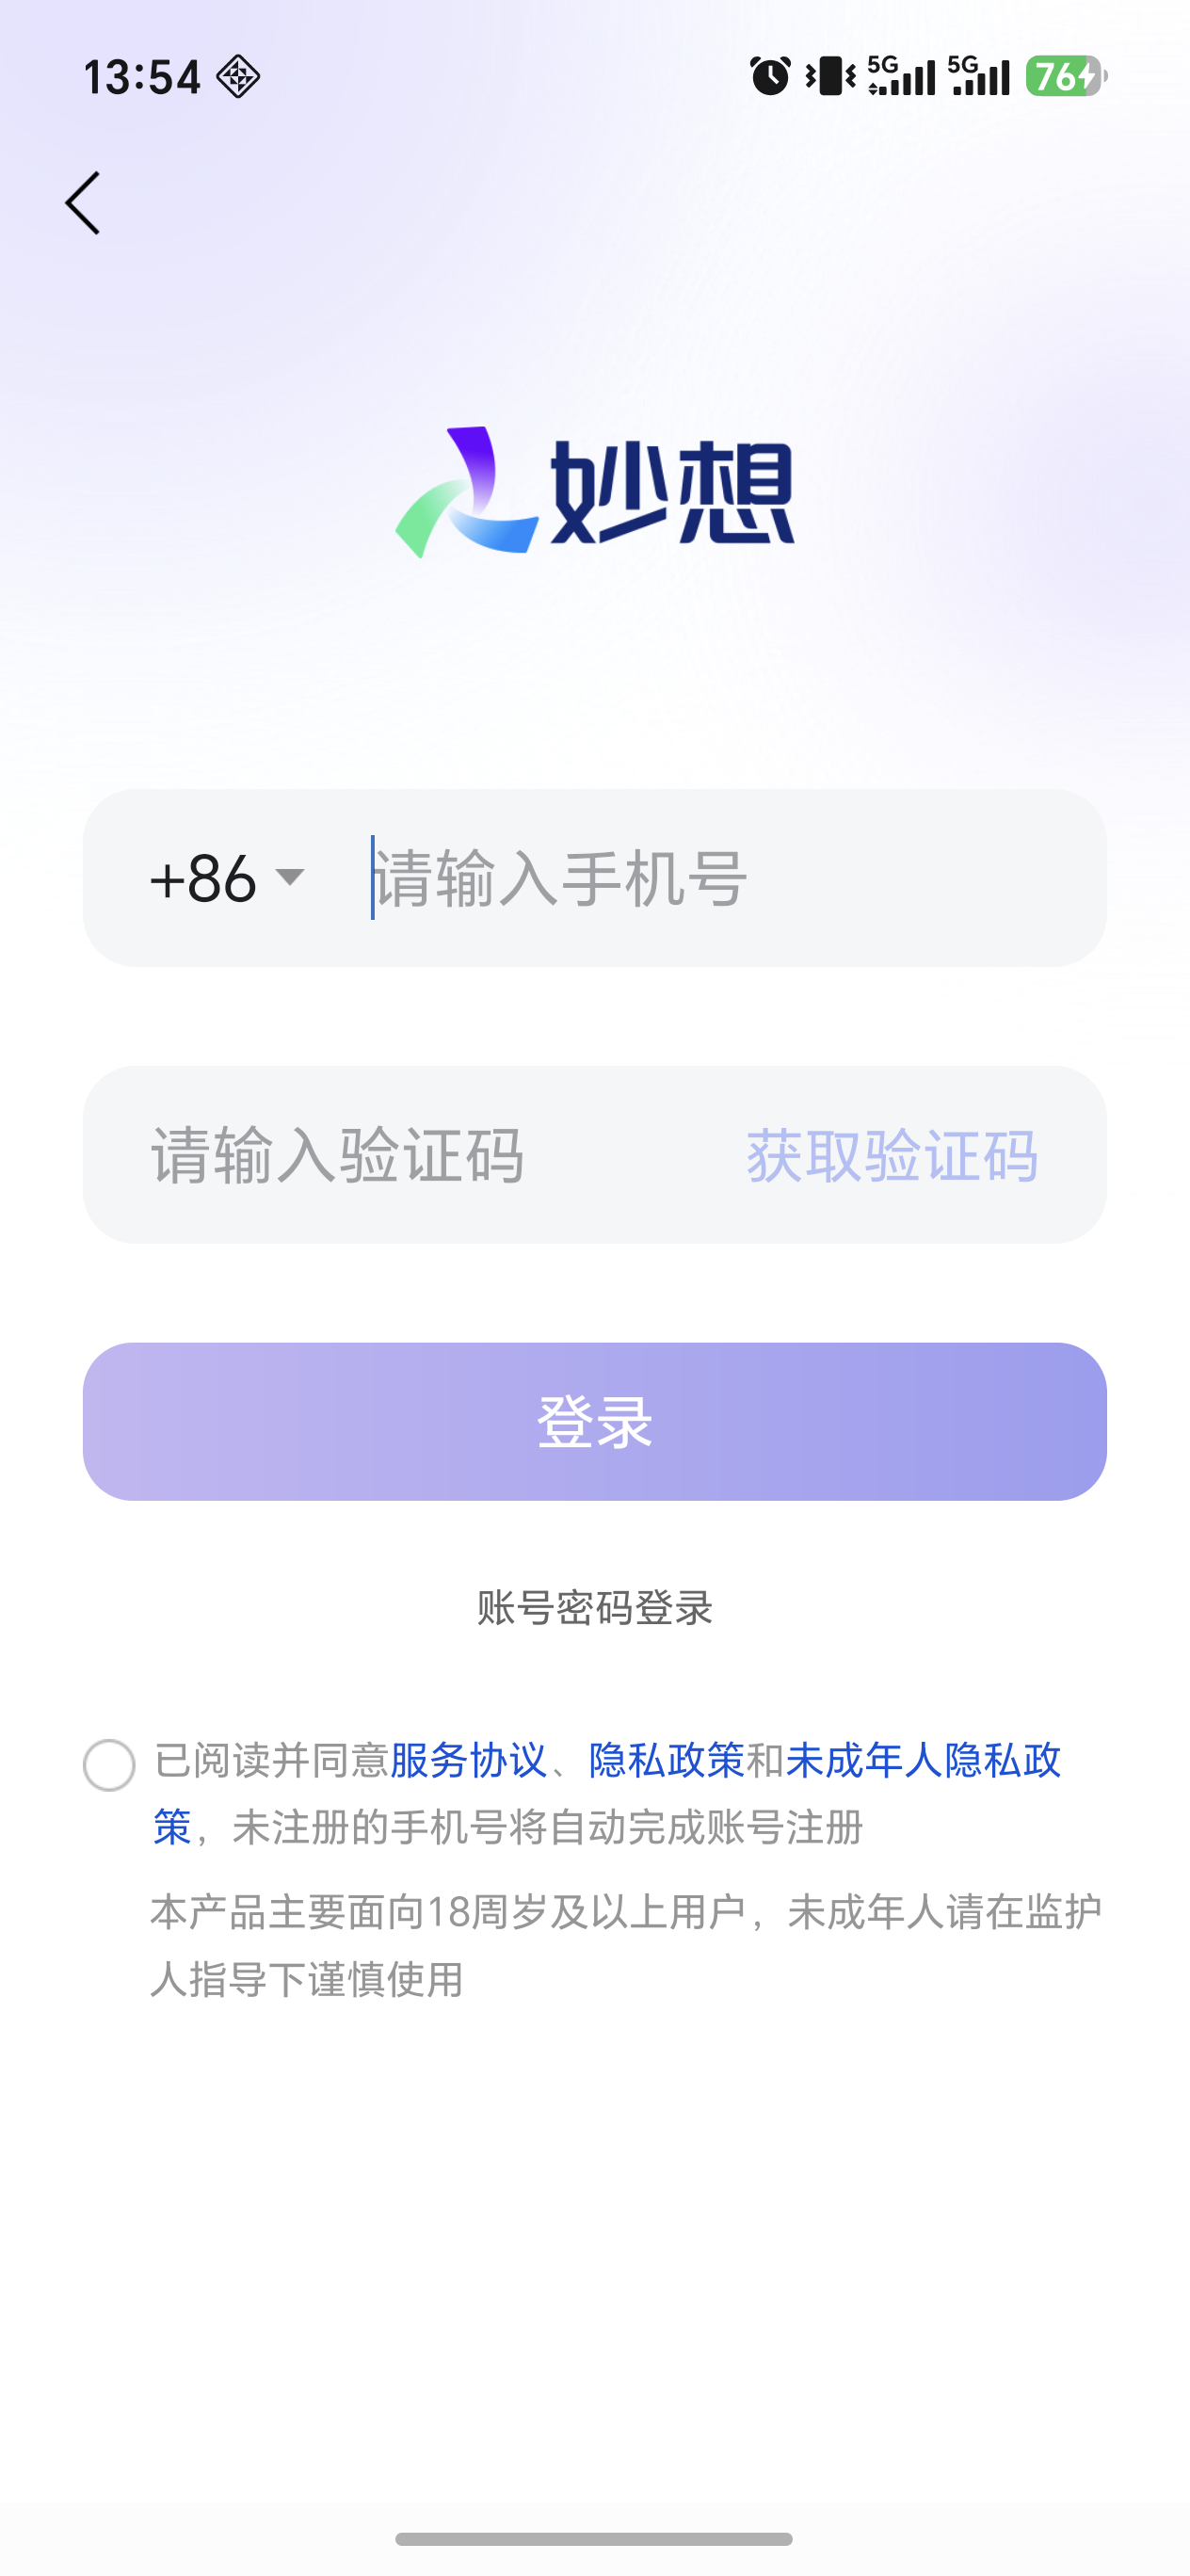 13:54
5G 5G 76
妙想
+86 请输入手机号
请输入验证码 获取验证码
登录
账号密码登录
已阅读并同意服务协议、隐私政策和未成年人隐私政
策，未注册的手机号将自动完成账号注册
本产品主要面向18周岁及以上用户，未成年人请在监护
人指导下谨慎使用